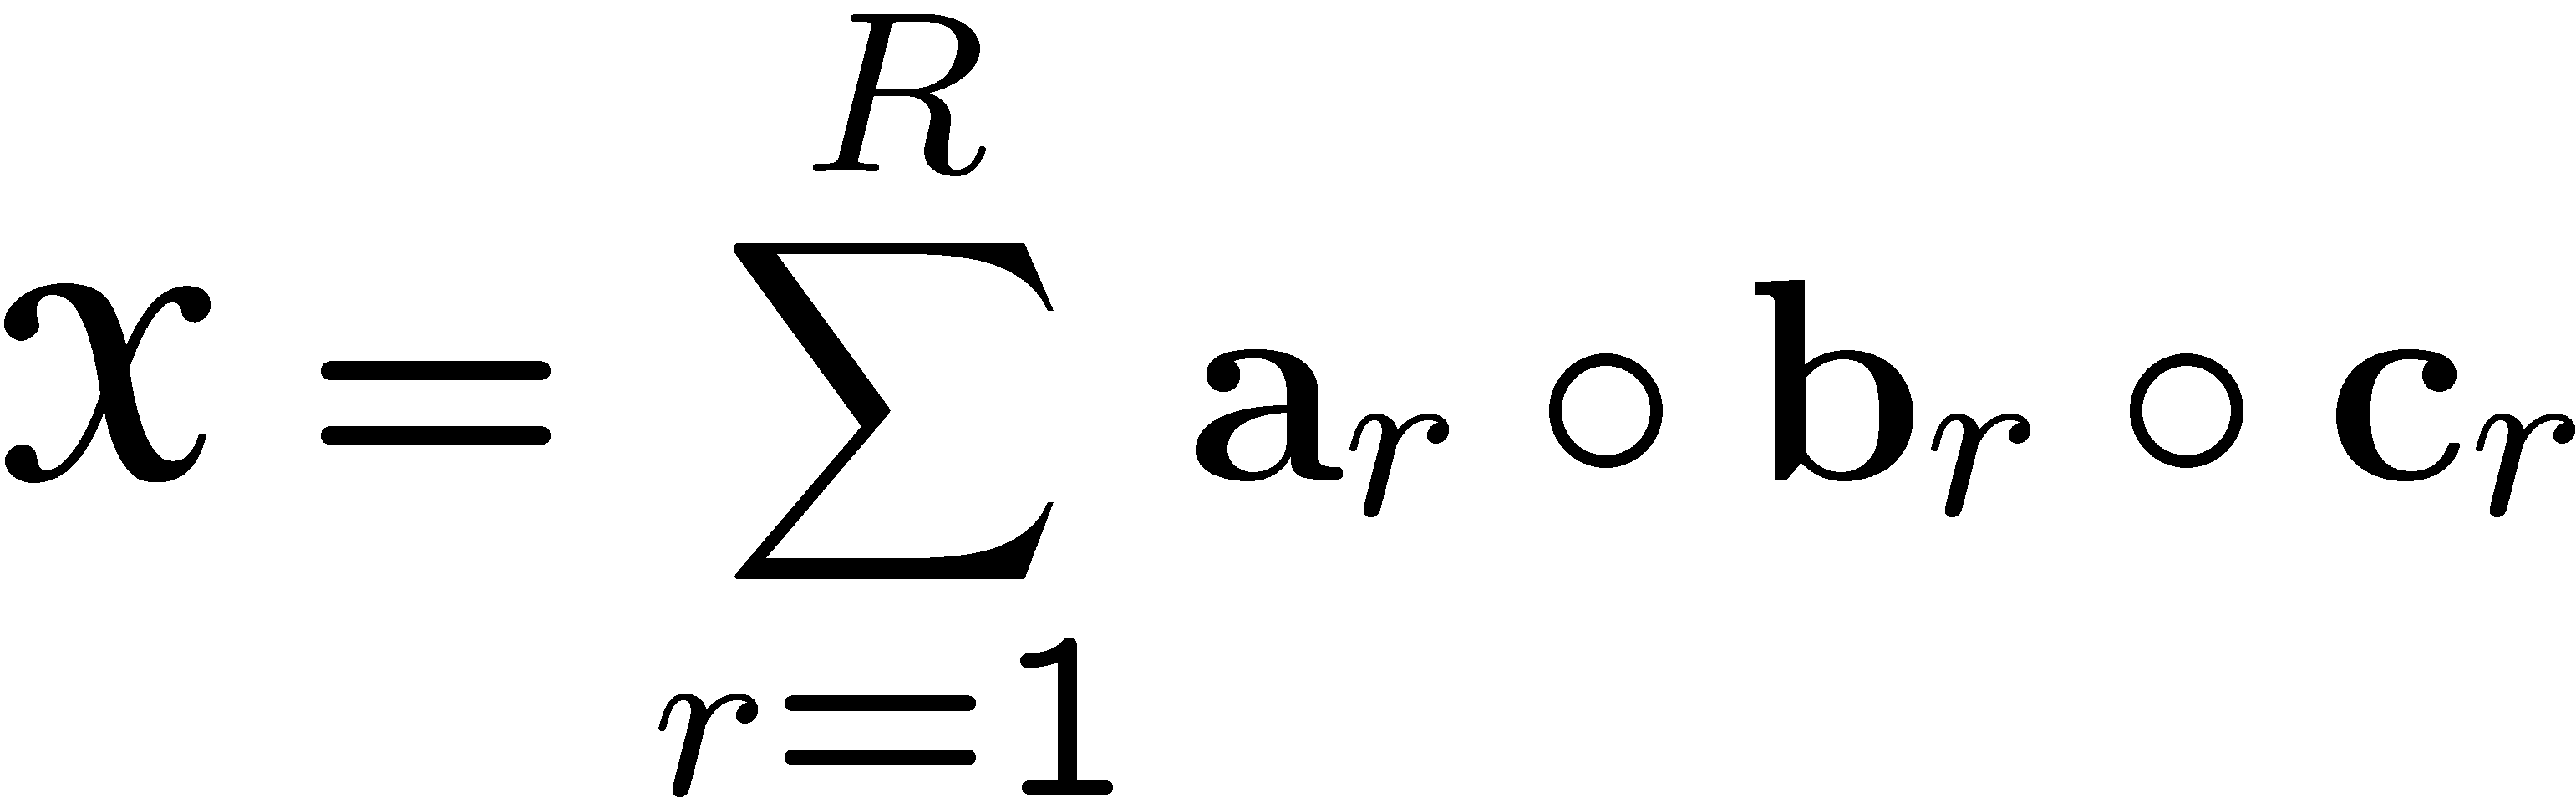 𝒳 = ∑_{r=1}^{R} 𝐚_r ∘ 𝐛_r ∘ 𝐜_r